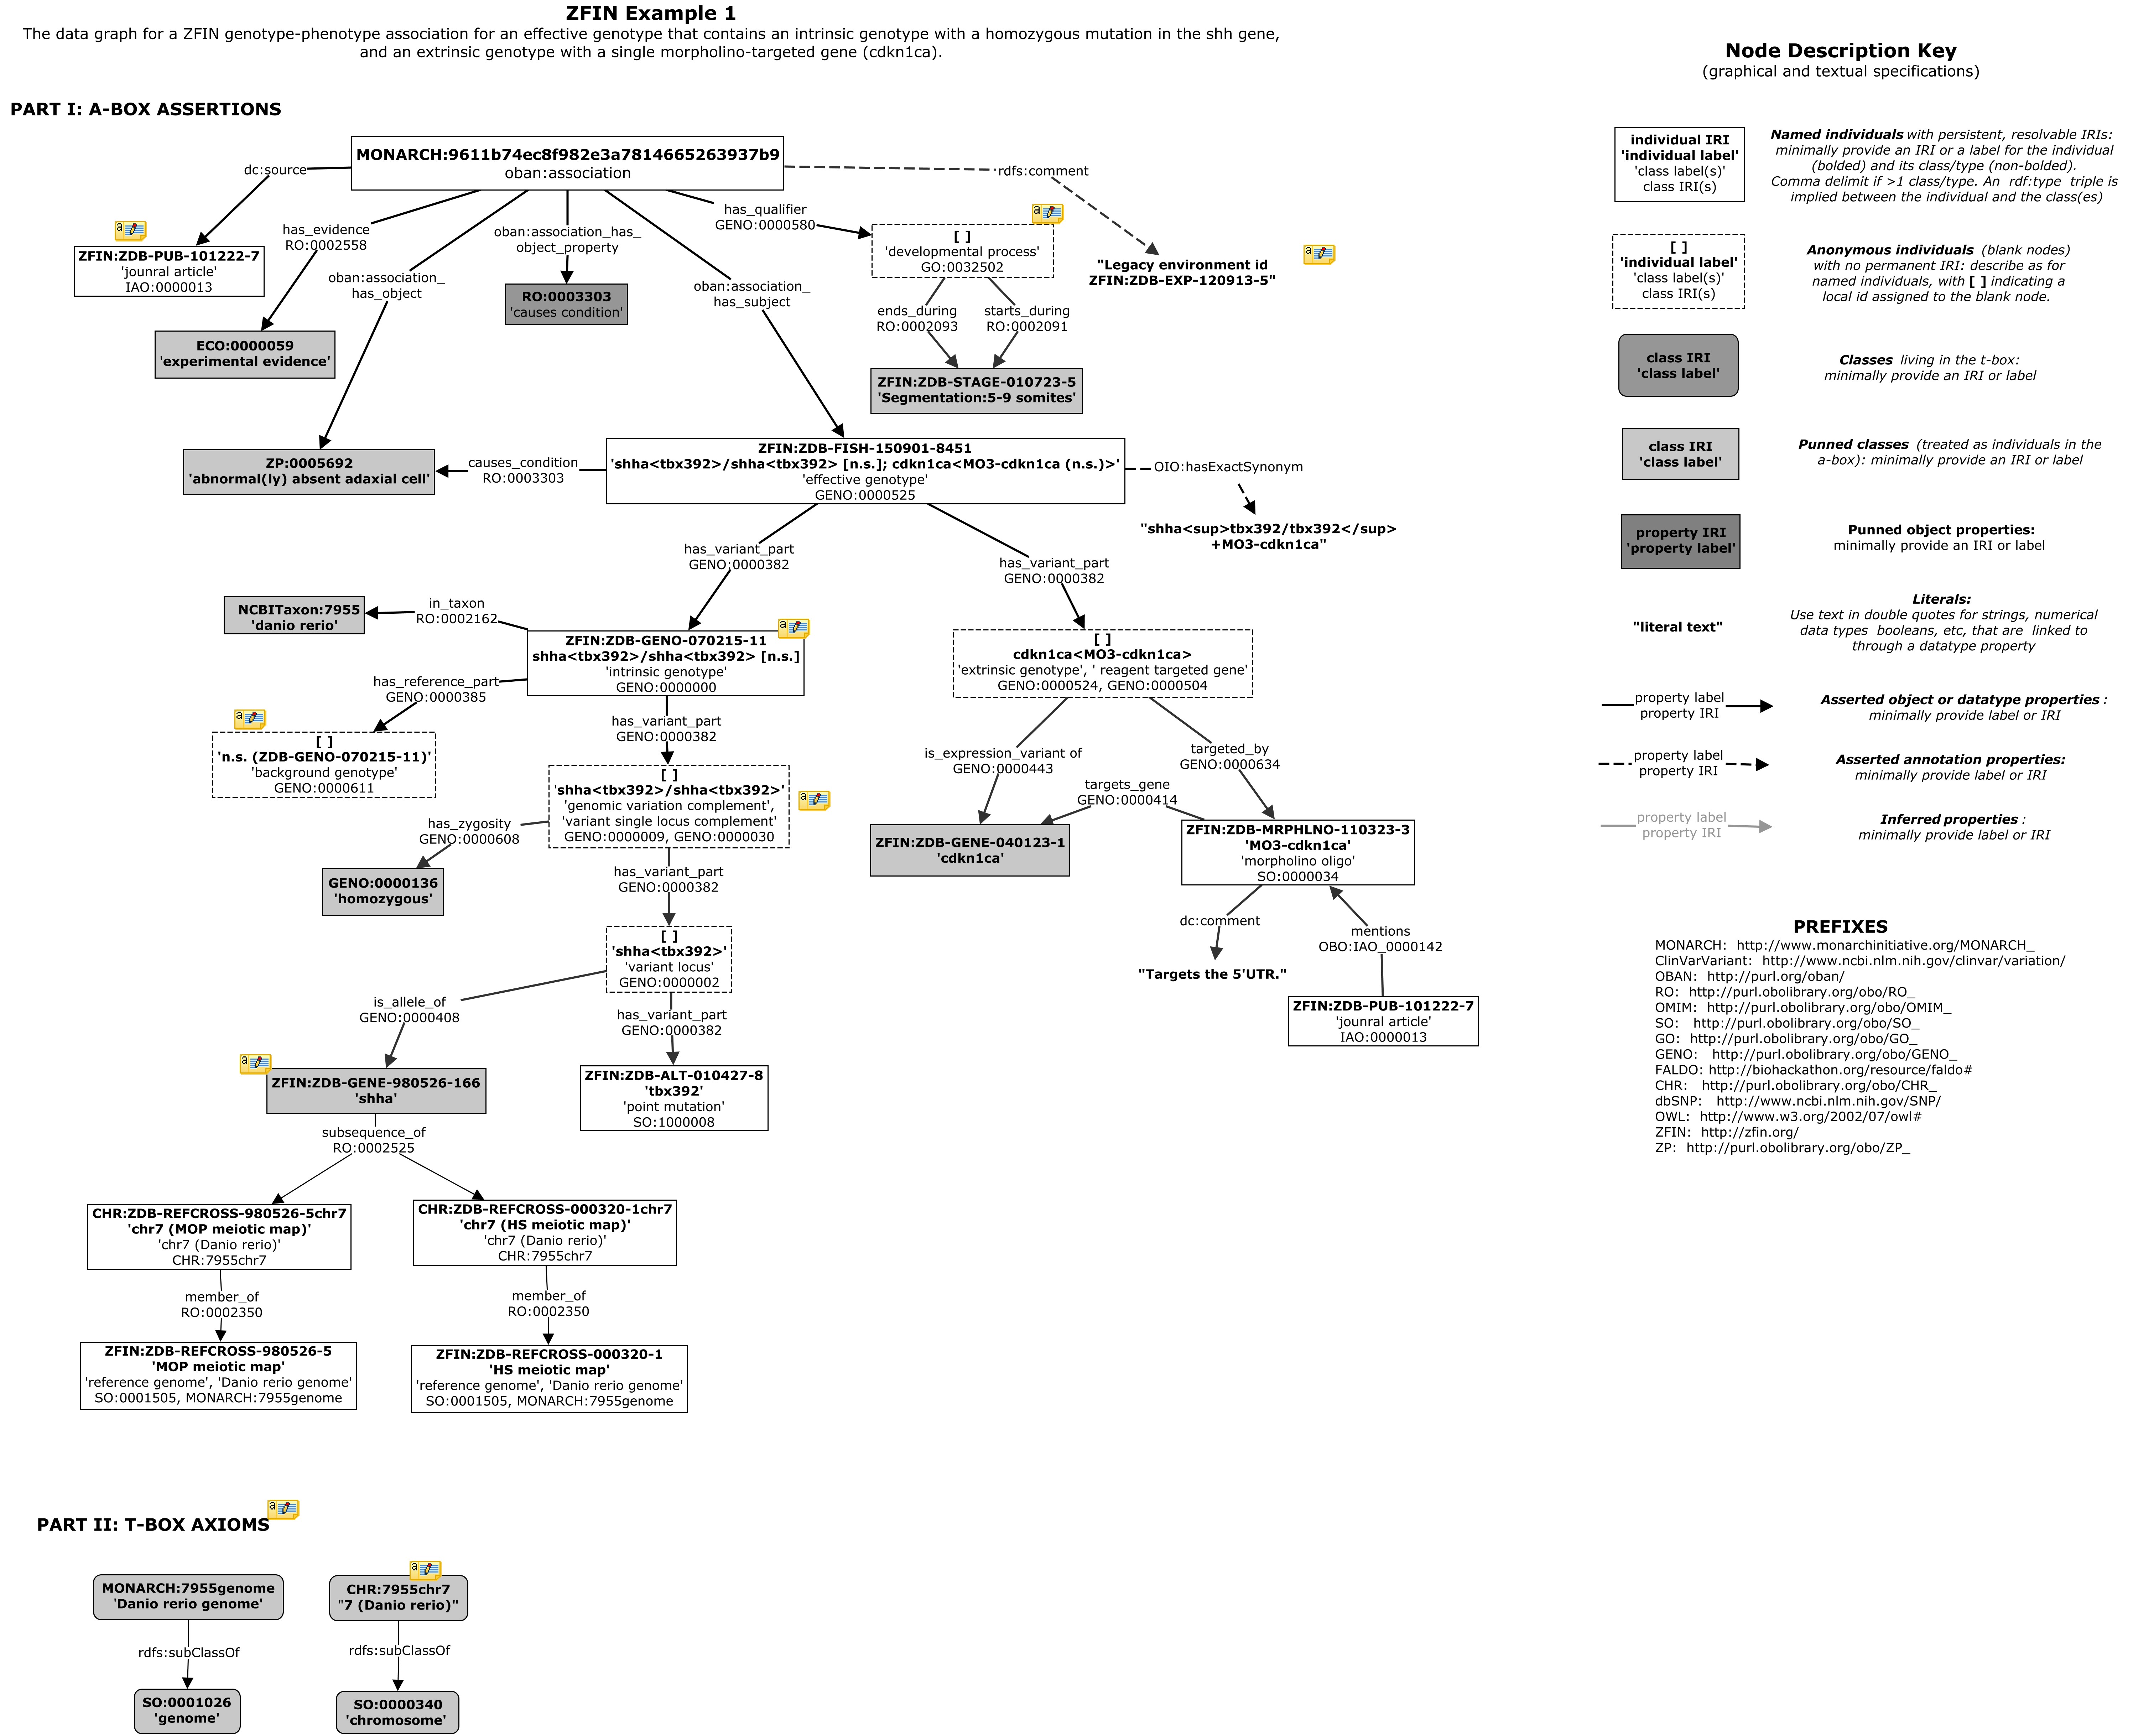 ZFIN Example 1
The data graph for a ZFIN genotype-phenotype association for an effective genotype that contains an intrinsic genotype with a homozygous mutation in the shh gene,
and an extrinsic genotype with a single morpholino-targeted gene (cdkn1ca).
PART I: A-BOX ASSERTIONS
MONARCH:9611b74ec8f982e3a7814665263937b9
oban:association
dc:source
rdfs:comment
has_qualifier
GENO:0000580
has_evidence
RO:0002558
oban:association_has_
object_property
[ ]
'developmental process'
GO:0032502
ZFIN:ZDB-PUB-101222-7
'jounral article'
IAO:0000013
"Legacy environment id
ZFIN:ZDB-EXP-120913-5"
oban:association_
has_object
RO:0003303
'causes condition'
oban:association_
has_subject
ends_during
RO:0002093
starts_during
RO:0002091
ECO:0000059
'experimental evidence'
ZFIN:ZDB-STAGE-010723-5
'Segmentation:5-9 somites'
ZP:0005692
'abnormal(ly) absent adaxial cell'
causes_condition
RO:0003303
ZFIN:ZDB-FISH-150901-8451
'shha<tbx392>/shha<tbx392> [n.s.]; cdkn1ca<MO3-cdkn1ca (n.s.)>'
'effective genotype'
GENO:0000525
OIO:hasExactSynonym
"shha<sup>tbx392/tbx392</sup>
+MO3-cdkn1ca"
has_variant_part
GENO:0000382
has_variant_part
GENO:0000382
NCBITaxon:7955
'danio rerio'
in_taxon
RO:0002162
ZFIN:ZDB-GENO-070215-11
shha<tbx392>/shha<tbx392> [n.s.]
'intrinsic genotype'
GENO:0000000
[ ]
cdkn1ca<MO3-cdkn1ca>
'extrinsic genotype', ' reagent targeted gene'
GENO:0000524, GENO:0000504
has_reference_part
GENO:0000385
has_variant_part
GENO:0000382
[ ]
'n.s. (ZDB-GENO-070215-11)'
'background genotype'
GENO:0000611
is_expression_variant of
GENO:0000443
targeted_by
GENO:0000634
[ ]
'shha<tbx392>/shha<tbx392>'
'genomic variation complement',
'variant single locus complement'
GENO:0000009, GENO:0000030
targets_gene
GENO:0000414
has_zygosity
GENO:0000608
ZFIN:ZDB-GENE-040123-1
'cdkn1ca'
ZFIN:ZDB-MRPHLNO-110323-3
'MO3-cdkn1ca'
'morpholino oligo'
SO:0000034
GENO:0000136
'homozygous'
has_variant_part
GENO:0000382
dc:comment
mentions
OBO:IAO_0000142
[ ]
'shha<tbx392>'
'variant locus'
GENO:0000002
"Targets the 5'UTR."
is_allele_of
GENO:0000408
has_variant_part
GENO:0000382
ZFIN:ZDB-PUB-101222-7
'jounral article'
IAO:0000013
ZFIN:ZDB-GENE-980526-166
'shha'
ZFIN:ZDB-ALT-010427-8
'tbx392'
'point mutation'
SO:1000008
subsequence_of
RO:0002525
CHR:ZDB-REFCROSS-980526-5chr7
'chr7 (MOP meiotic map)'
'chr7 (Danio rerio)'
CHR:7955chr7
CHR:ZDB-REFCROSS-000320-1chr7
'chr7 (HS meiotic map)'
'chr7 (Danio rerio)'
CHR:7955chr7
member_of
RO:0002350
member_of
RO:0002350
ZFIN:ZDB-REFCROSS-980526-5
'MOP meiotic map'
'reference genome', 'Danio rerio genome'
SO:0001505, MONARCH:7955genome
ZFIN:ZDB-REFCROSS-000320-1
'HS meiotic map'
'reference genome', 'Danio rerio genome'
SO:0001505, MONARCH:7955genome
PART II: T-BOX AXIOMS
MONARCH:7955genome
'Danio rerio genome'
CHR:7955chr7
"7 (Danio rerio)"
rdfs:subClassOf
rdfs:subClassOf
SO:0001026
'genome'
SO:0000340
'chromosome'
Node Description Key
(graphical and textual specifications)
individual IRI
'individual label'
'class label(s)'
class IRI(s)
Named individuals with persistent, resolvable IRIs:
minimally provide an IRI or a label for the individual
(bolded) and its class/type (non-bolded).
Comma delimit if >1 class/type. An rdf:type triple is
implied between the individual and the class(es)
[ ]
'individual label'
'class label(s)'
class IRI(s)
Anonymous individuals (blank nodes)
with no permanent IRI: describe as for
named individuals, with [ ] indicating a
local id assigned to the blank node.
class IRI
'class label'
Classes living in the t-box:
minimally provide an IRI or label
class IRI
'class label'
Punned classes (treated as individuals in the
a-box): minimally provide an IRI or label
property IRI
'property label'
Punned object properties:
minimally provide an IRI or label
"literal text"
Literals:
Use text in double quotes for strings, numerical
data types booleans, etc, that are linked to
through a datatype property
property label
property IRI
Asserted object or datatype properties :
minimally provide label or IRI
property label
property IRI
Asserted annotation properties:
minimally provide label or IRI
property label
property IRI
Inferred properties :
minimally provide label or IRI
PREFIXES
MONARCH: http://www.monarchinitiative.org/MONARCH_
ClinVarVariant: http://www.ncbi.nlm.nih.gov/clinvar/variation/
OBAN: http://purl.org/oban/
RO: http://purl.obolibrary.org/obo/RO_
OMIM: http://purl.obolibrary.org/obo/OMIM_
SO: http://purl.obolibrary.org/obo/SO_
GO: http://purl.obolibrary.org/obo/GO_
GENO: http://purl.obolibrary.org/obo/GENO_
FALDO: http://biohackathon.org/resource/faldo#
CHR: http://purl.obolibrary.org/obo/CHR_
dbSNP: http://www.ncbi.nlm.nih.gov/SNP/
OWL: http://www.w3.org/2002/07/owl#
ZFIN: http://zfin.org/
ZP: http://purl.obolibrary.org/obo/ZP_